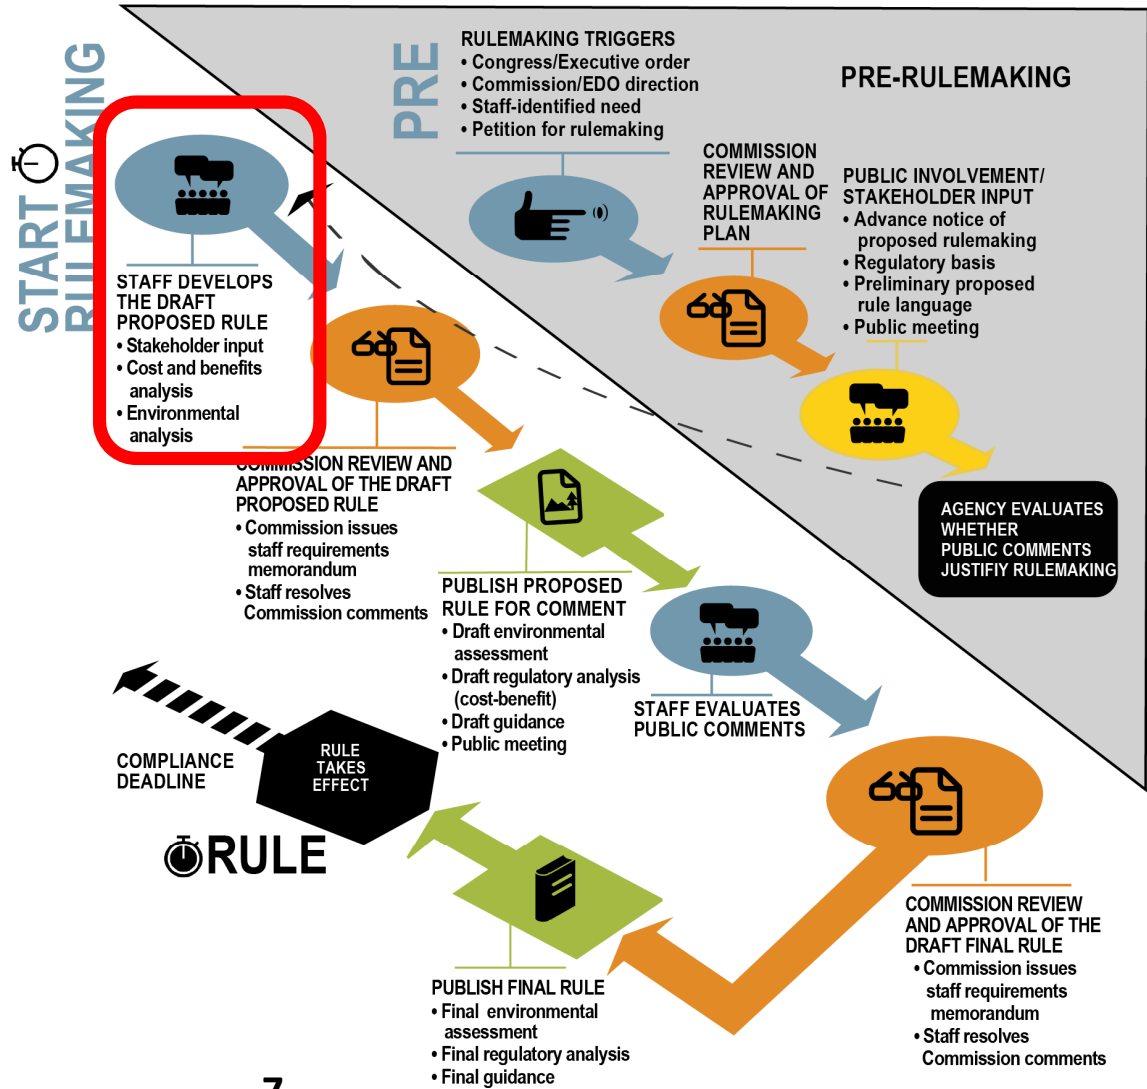 START
RULEMAKING
PRE
RULEMAKING TRIGGERS
• Congress/Executive order
• Commission/EDO direction
• Staff-identified need
• Petition for rulemaking
PRE-RULEMAKING
COMMISSION
REVIEW AND
APPROVAL OF
RULEMAKING
PLAN
PUBLIC INVOLVEMENT/
STAKEHOLDER INPUT
• Advance notice of
proposed rulemaking
• Regulatory basis
• Preliminary proposed
rule language
• Public meeting
AGENCY EVALUATES
WHETHER
PUBLIC COMMENTS
JUSTIFIY RULEMAKING
STAFF DEVELOPS
THE DRAFT
PROPOSED RULE
• Stakeholder input
• Cost and benefits
analysis
• Environmental
analysis
COMMISSION REVIEW AND
APPROVAL OF THE DRAFT
PROPOSED RULE
• Commission issues
staff requirements
memorandum
• Staff resolves
Commission comments
PUBLISH PROPOSED
RULE FOR COMMENT
• Draft environmental
assessment
• Draft regulatory analysis
(cost-benefit)
• Draft guidance
• Public meeting
STAFF EVALUATES
PUBLIC COMMENTS
COMMISSION REVIEW
AND APPROVAL OF THE
DRAFT FINAL RULE
• Commission issues
staff requirements
memorandum
• Staff resolves
Commission comments
PUBLISH FINAL RULE
• Final environmental
assessment
• Final regulatory analysis
• Final guidance
RULE
TAKES
EFFECT
COMPLIANCE
DEADLINE
RULE
7